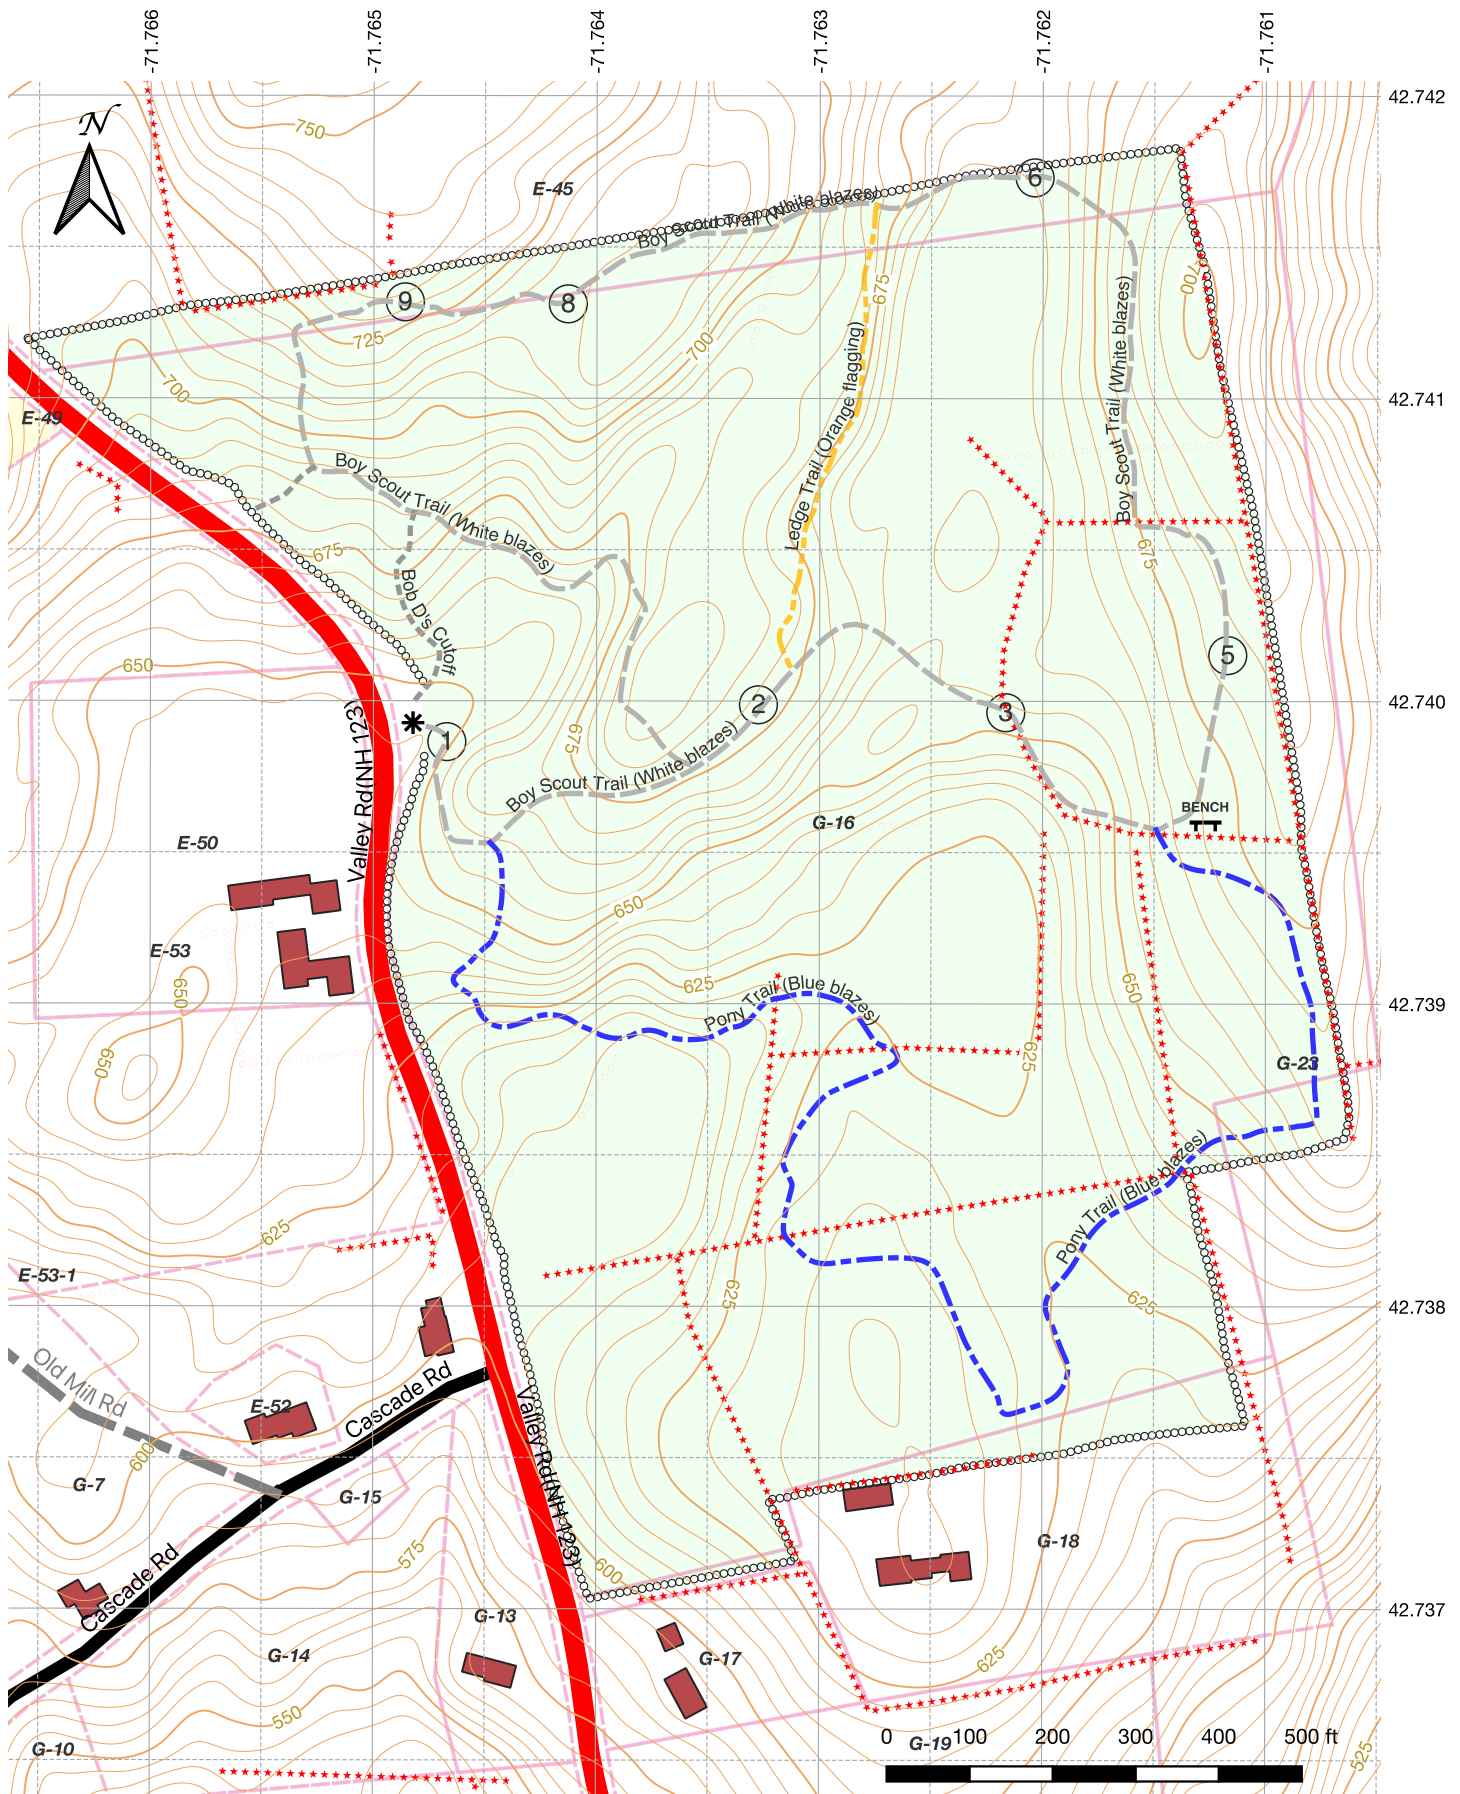 -71.766
-71.765
-71.764
-71.763
-71.762
-71.761
42.742
N
750
E-45
6
Boy Scout Trail (White blazes)
675
700
9
8
725
700
700
42.741
E-49
Ledge Trail (Orange flagging)
Boy Scout Trail (White blazes)
Boy Scout Trail (White blazes)
675
675
Bob D's Cutoff
650
5
42.740
2
3
1
675
Valley Rd(NH 123)
Boy Scout Trail (White blazes)
BENCH
G-16
E-50
650
E-53
650
625
650
Pony Trail (Blue blazes)
42.739
650
625
G-23
Pony Trail (Blue blazes)
625
E-53-1
625
625
42.738
Old Mill Rd
Cascade Rd
E-52
Valley Rd(NH 123)
600
G-7
G-15
G-18
575
600
Cascade Rd
42.737
G-13
G-14
G-17
625
550
G-10
G-19
0 100 200 300 400 500 ft
525